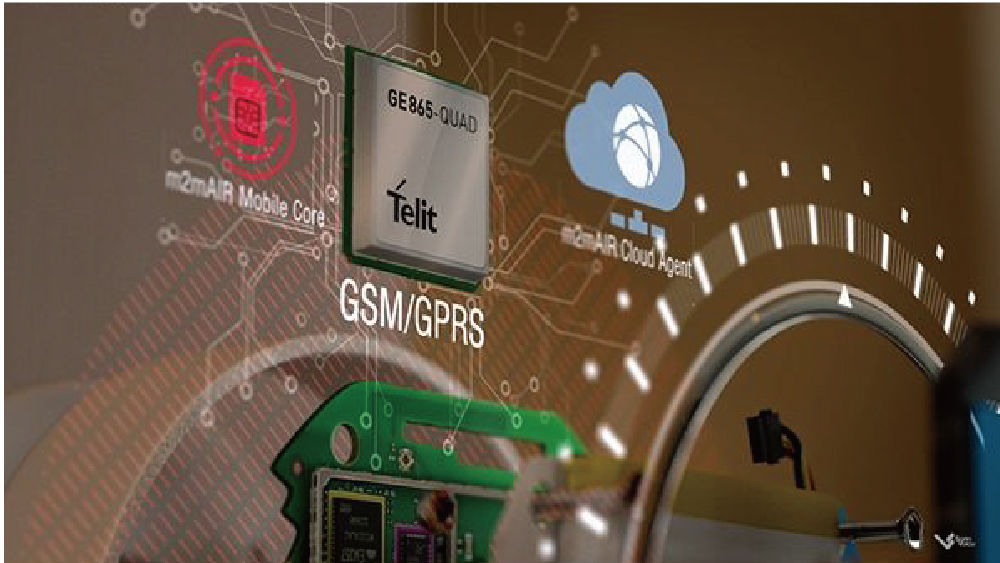 GE865-QUAD
Telit
m2mAIR Mobile Core
m2mAIR Cloud Agent
GSM/GPRS